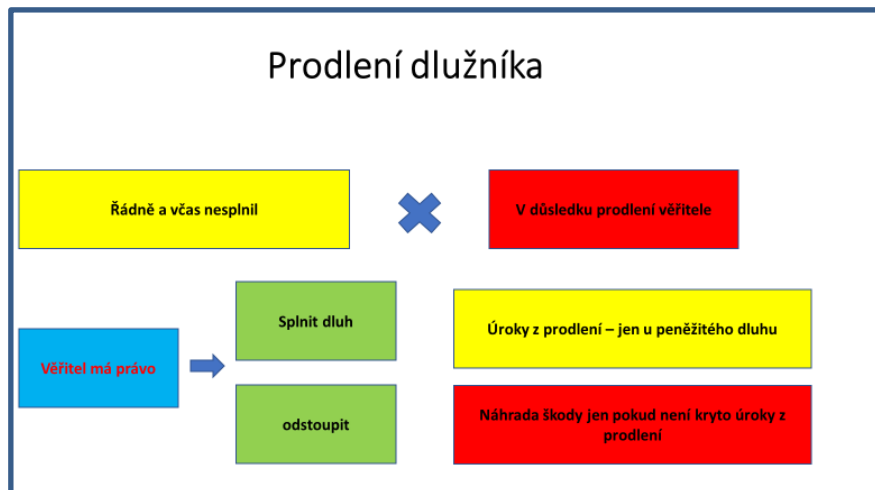 Prodlení dlužníka
Řádně a včas nesplnil
V důsledku prodlení věřitele
Splnit dluh
Úroky z prodlení – jen u peněžitého dluhu
Věřitel má právo
odstoupit
Náhrada škody jen pokud není kryto úroky z
prodlení